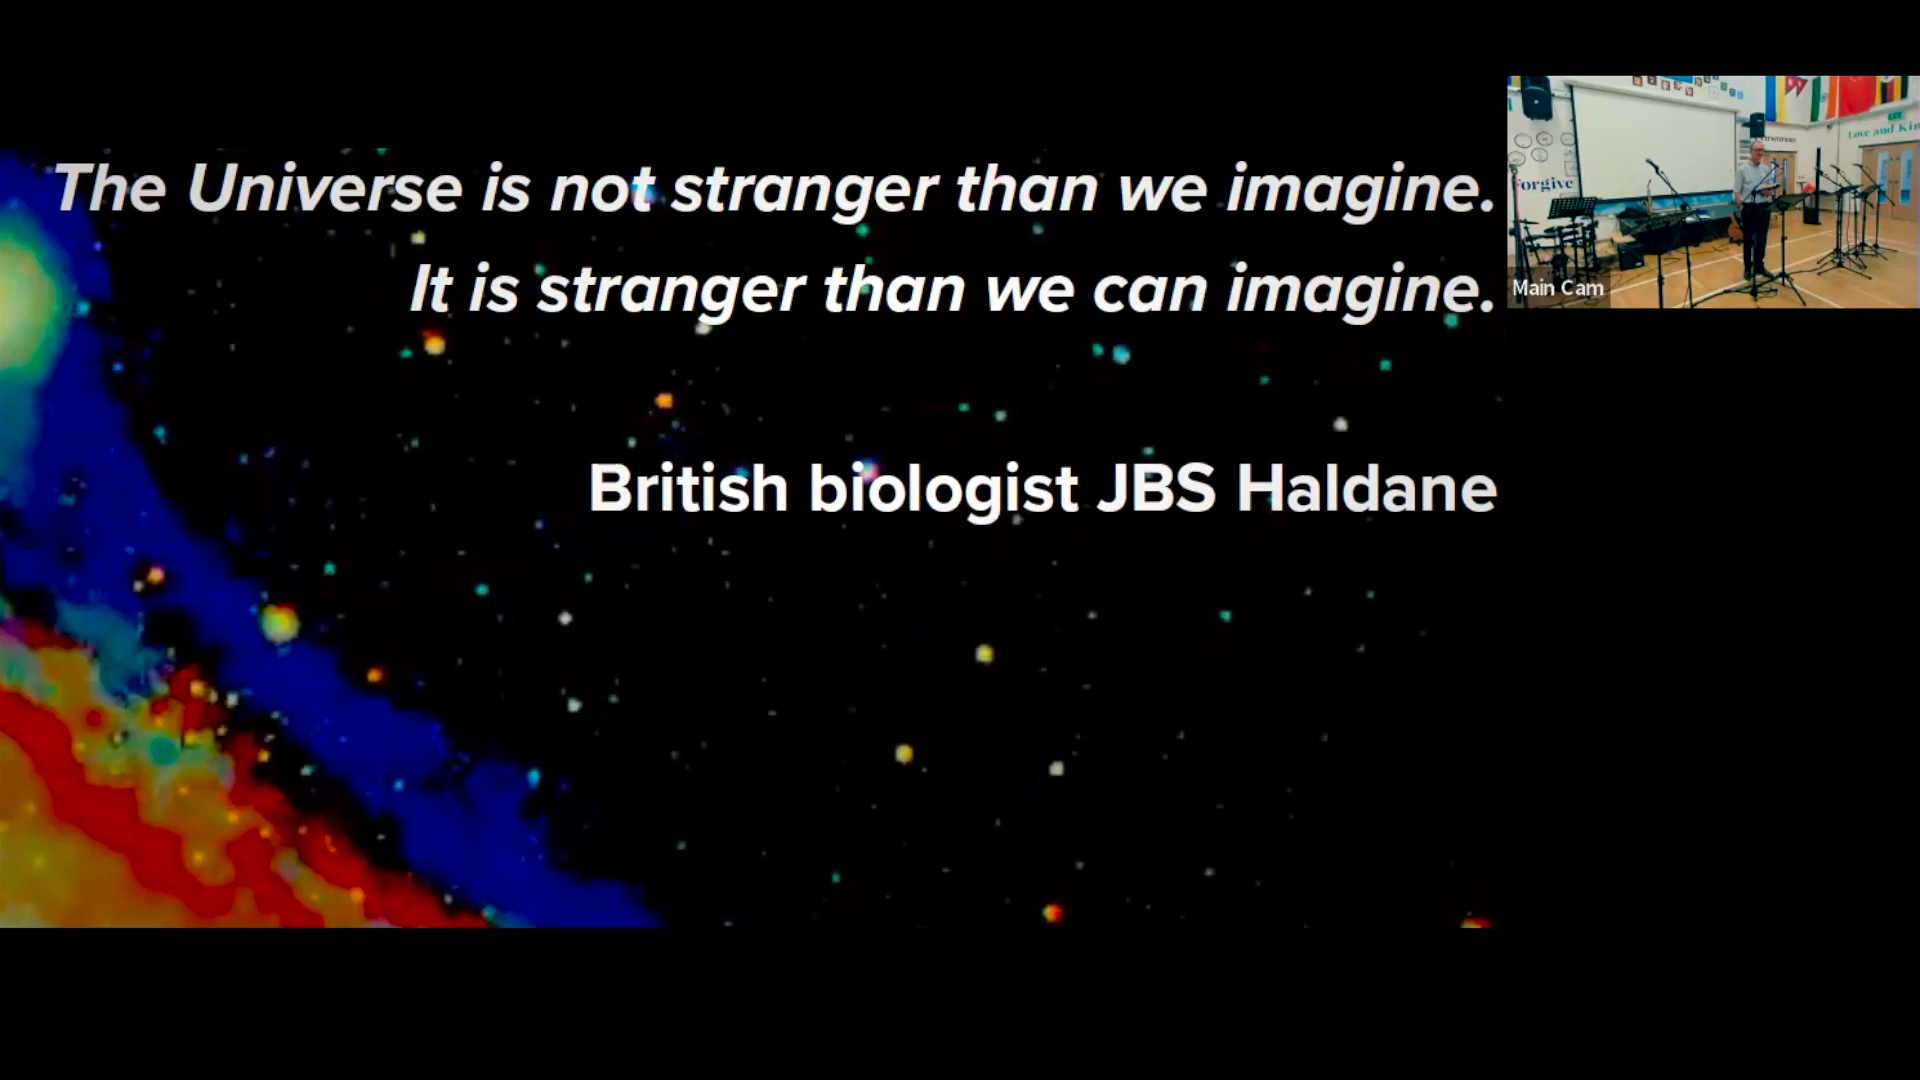 The Universe is not stranger than we imagine.
It is stranger than we can imagine.
British biologist JBS Haldane
Forgive
Love and Kin
Main Cam